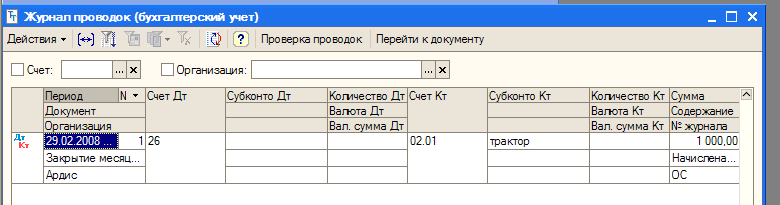 Журнал проводок (бухгалтерский учет)
Действия Проверка проводок Перейти к документу
Счет: ... Организация: ...
Период N Счет Дт Субконто Дт Количество Дт Счет Кт Субконто Кт Количество Кт Сумма
Документ Валюта Дт Валюта Кт Содержание
Организация Вал. сумма Дт Вал. сумма Кт № журнала
Дт Кт 29.02.2008 ... 1 26 02.01 трактор 1 000,00
Закрытие месяц... Начислена...
Ардис ОС